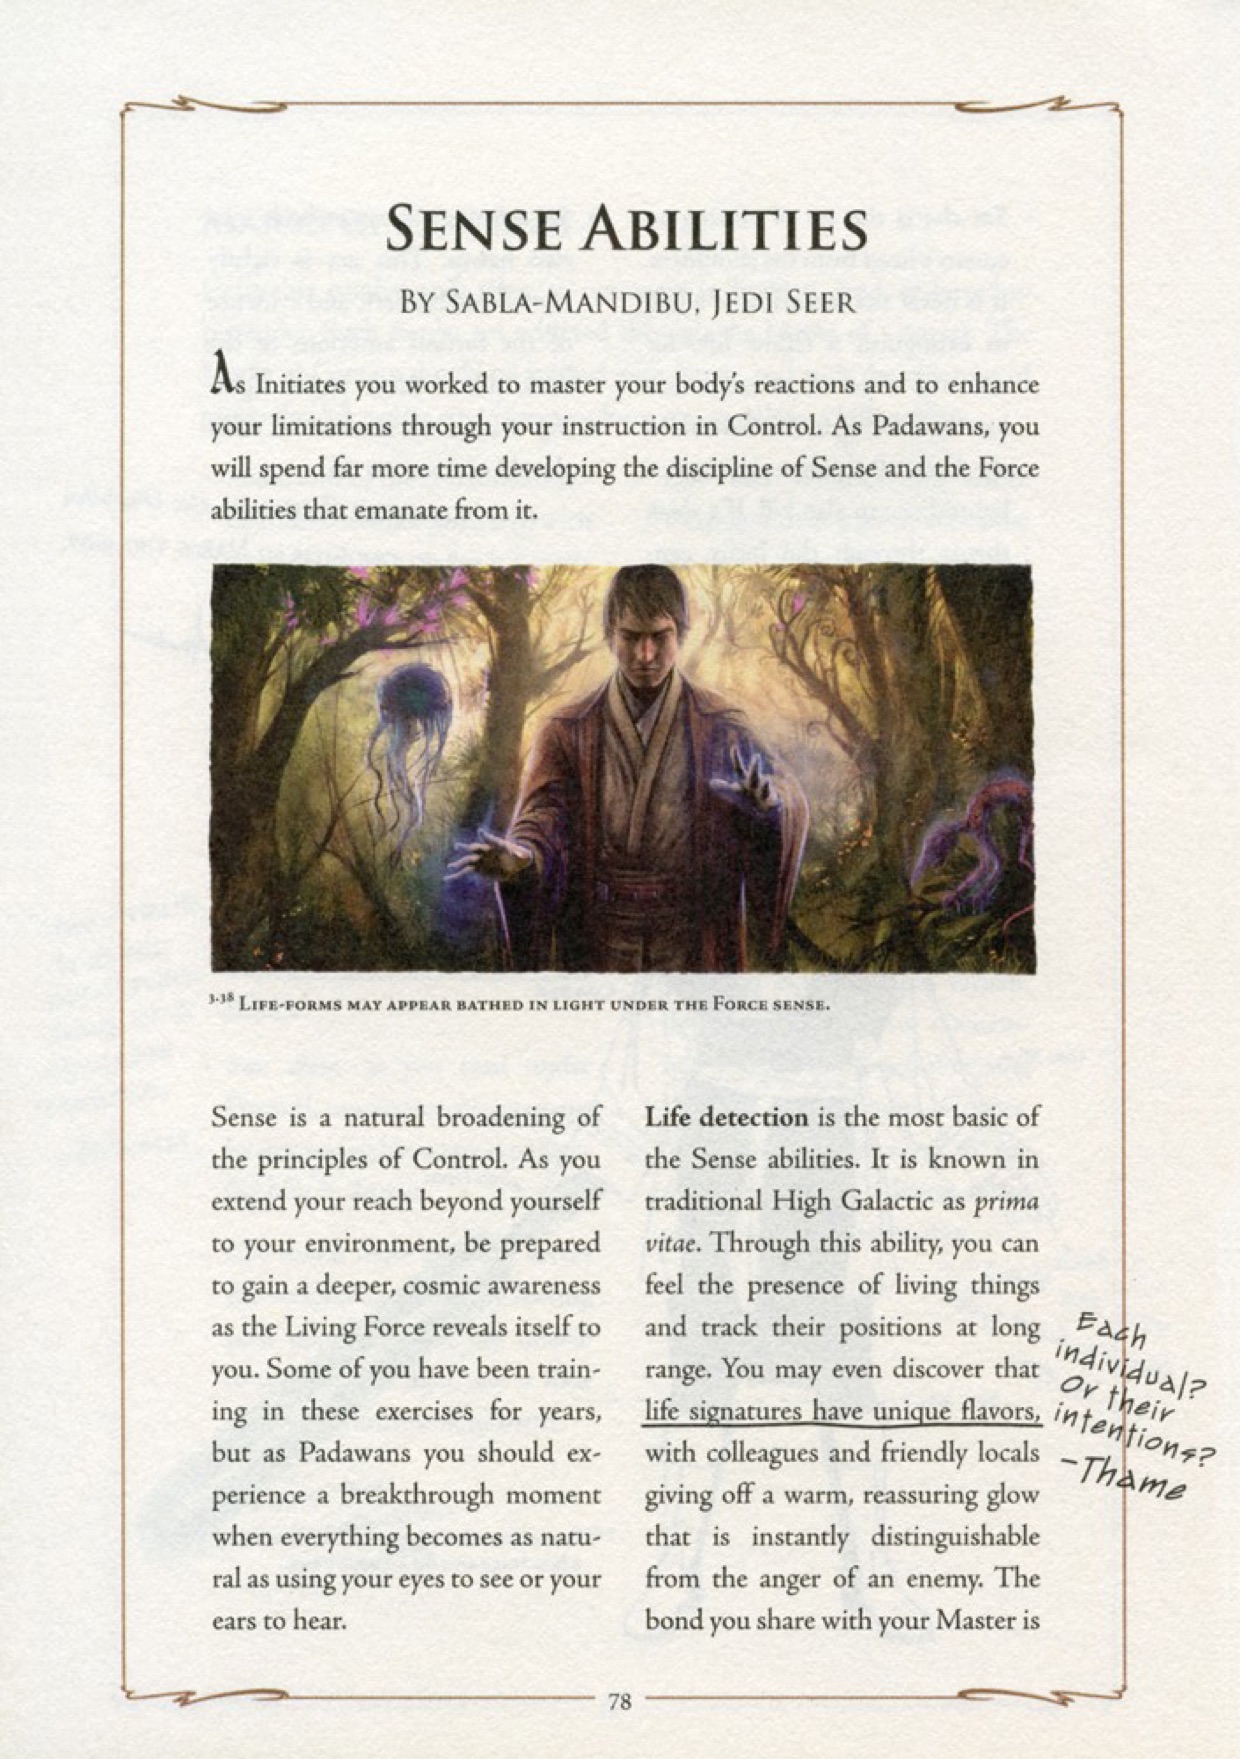 SENSE ABILITIES
BY SABLA-MANDIBU, JEDI SEER
As Initiates you worked to master your body's reactions and to enhance
your limitations through your instruction in Control. As Padawans, you
will spend far more time developing the discipline of Sense and the Force
abilities that emanate from it.
3-38 LIFE-FORMS MAY APPEAR BATHED IN LIGHT UNDER THE FORCE SENSE.
Sense is a natural broadening of
the principles of Control. As you
extend your reach beyond yourself
to your environment, be prepared
to gain a deeper, cosmic awareness
as the Living Force reveals itself to
you. Some of you have been train-
ing in these exercises for years,
but as Padawans you should ex-
perience a breakthrough moment
when everything becomes as natu-
ral as using your eyes to see or your
ears to hear.
Life detection is the most basic of
the Sense abilities. It is known in
traditional High Galactic as prima
vitae. Through this ability, you can
feel the presence of living things
and track their positions at long
range. You may even discover that
life signatures have unique flavors,
with colleagues and friendly locals
giving off a warm, reassuring glow
that is instantly distinguishable
from the anger of an enemy. The
bond you share with your Master is
Each
individual?
Or their
intentions?
-Thame
78